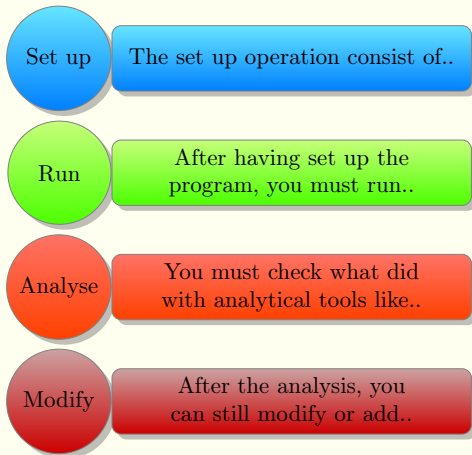 Set up
The set up operation consist of..
Run
After having set up the
program, you must run..
Analyse
You must check what did
with analytical tools like..
Modify
After the analysis, you
can still modify or add..